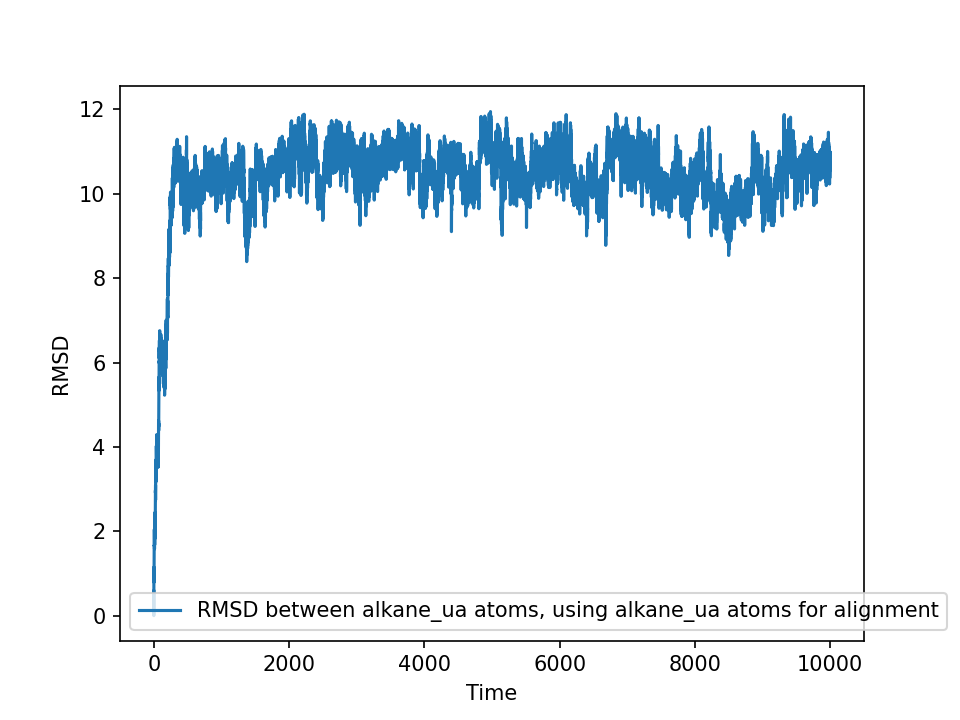 12
10
8
6
4
2
0
RMSD
RMSD between alkane_ua atoms, using alkane_ua atoms for alignment
0 2000 4000 6000 8000 10000
Time